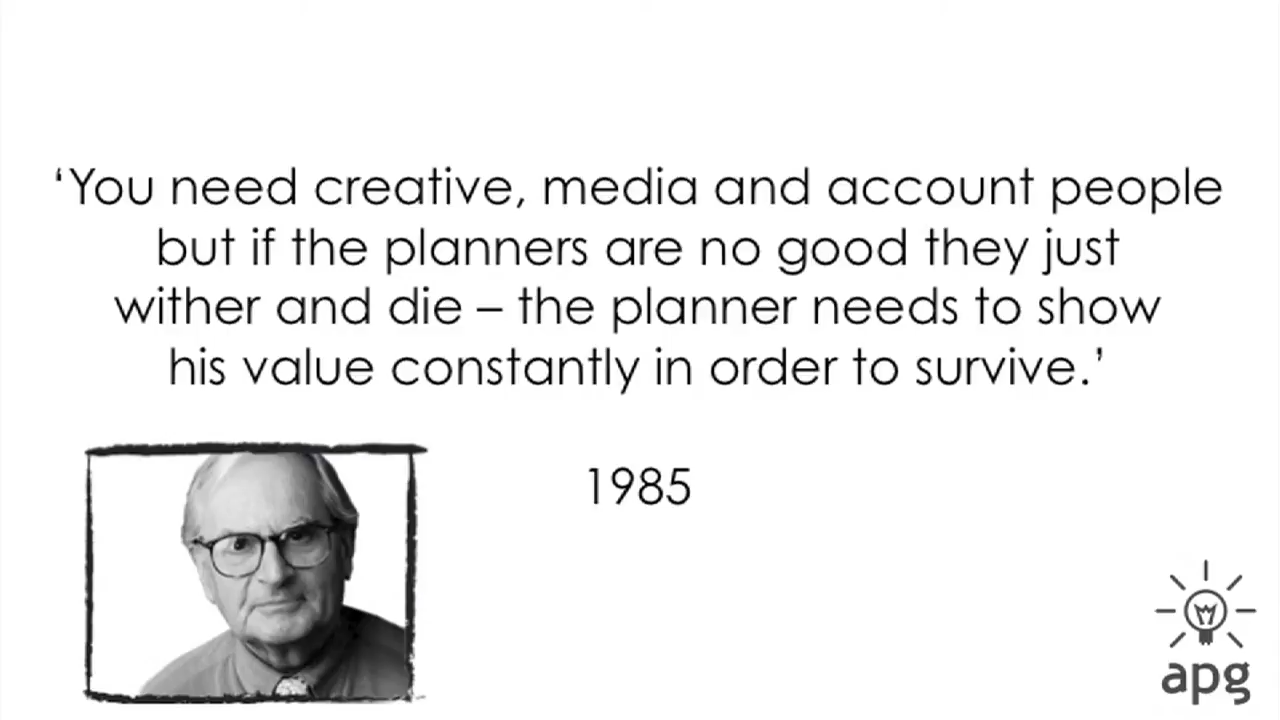 ‘You need creative, media and account people
but if the planners are no good they just
wither and die – the planner needs to show
his value constantly in order to survive.’
1985
apg